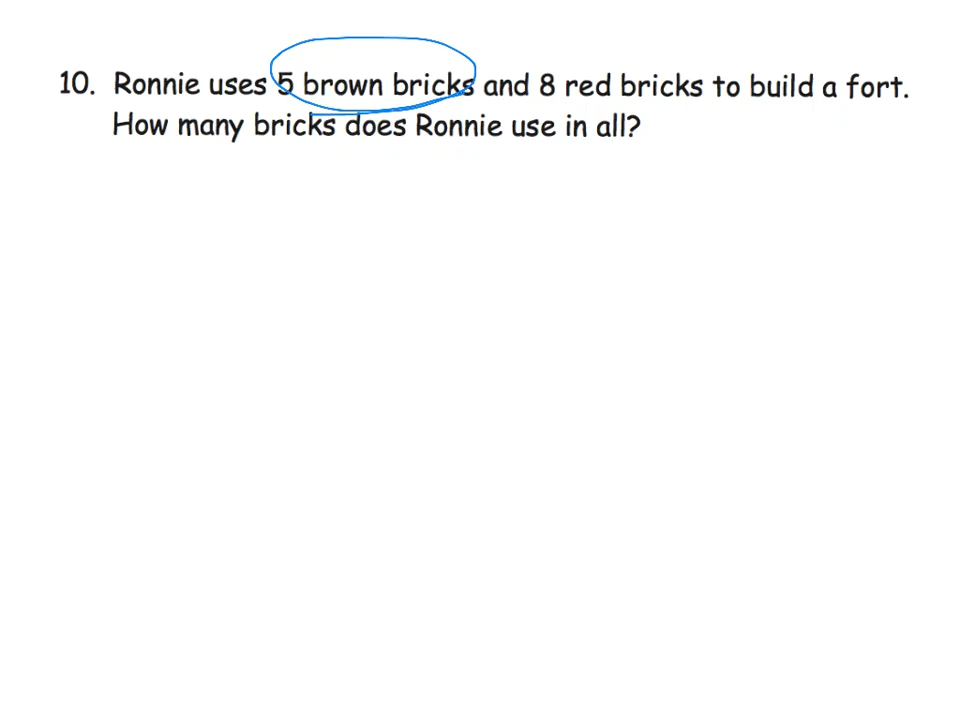 10. Ronnie uses 5 brown bricks and 8 red bricks to build a fort.
How many bricks does Ronnie use in all?